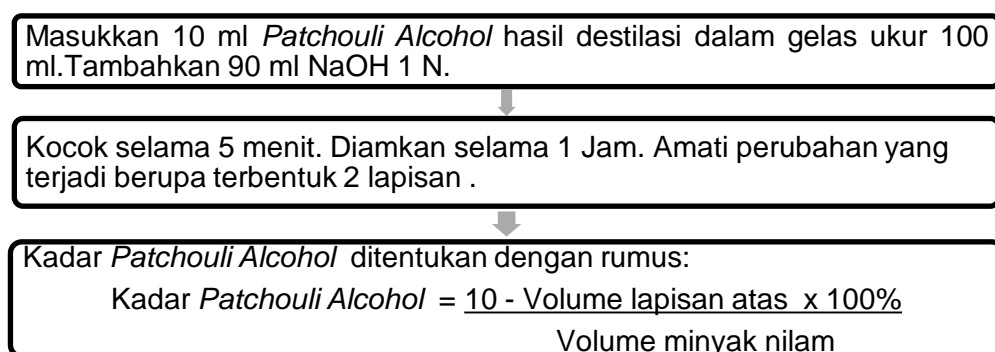 Masukkan 10 ml Patchouli Alcohol hasil destilasi dalam gelas ukur 100
ml.Tambahkan 90 ml NaOH 1 N.
Kocok selama 5 menit. Diamkan selama 1 Jam. Amati perubahan yang
terjadi berupa terbentuk 2 lapisan .
Kadar Patchouli Alcohol ditentukan dengan rumus:
Kadar Patchouli Alcohol = 10 - Volume lapisan atas x 100%
Volume minyak nilam